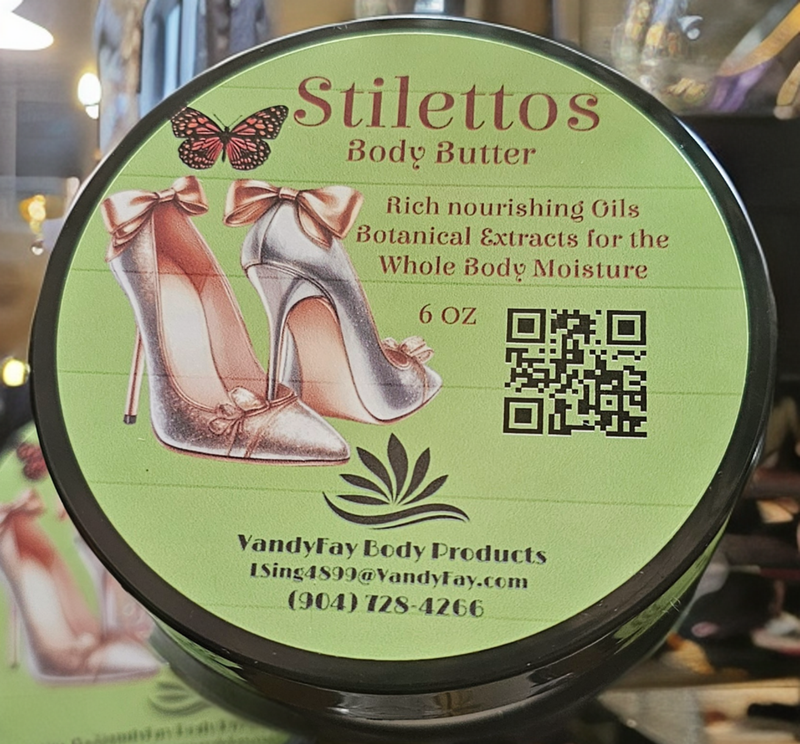 Stilettos
Body Butter
Rich nourishing Oils
Botanical Extracts for the
Whole Body Moisture
6 OZ
VandyFay Body Products
LSing4899@VandyFay.com
(904) 728-4266